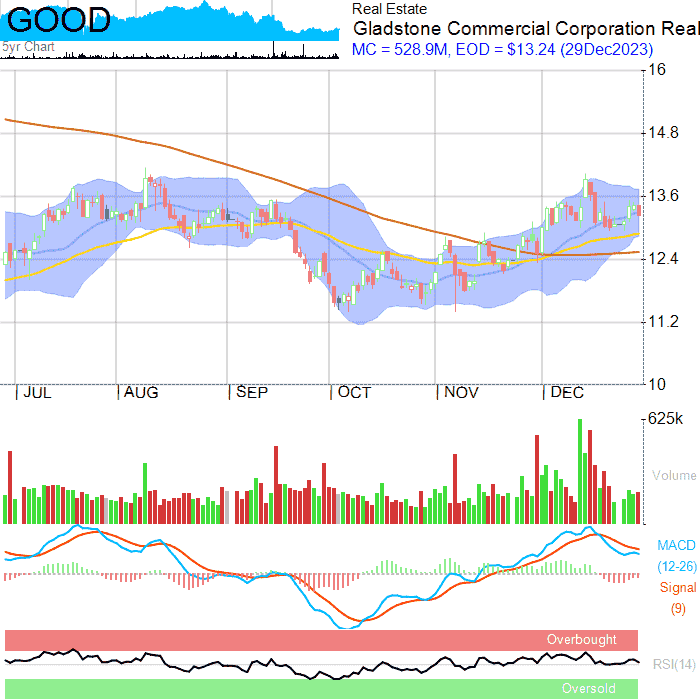 GOOD
5yr Chart
Real Estate
Gladstone Commercial Corporation Real
MC = 528.9M, EOD = $13.24 (29Dec2023)
16
14.8
13.6
12.4
11.2
10
JUL AUG SEP OCT NOV DEC
625k
Volume
MACD
(12-26)
Signal
(9)
Overbought
RSI(14)
Oversold